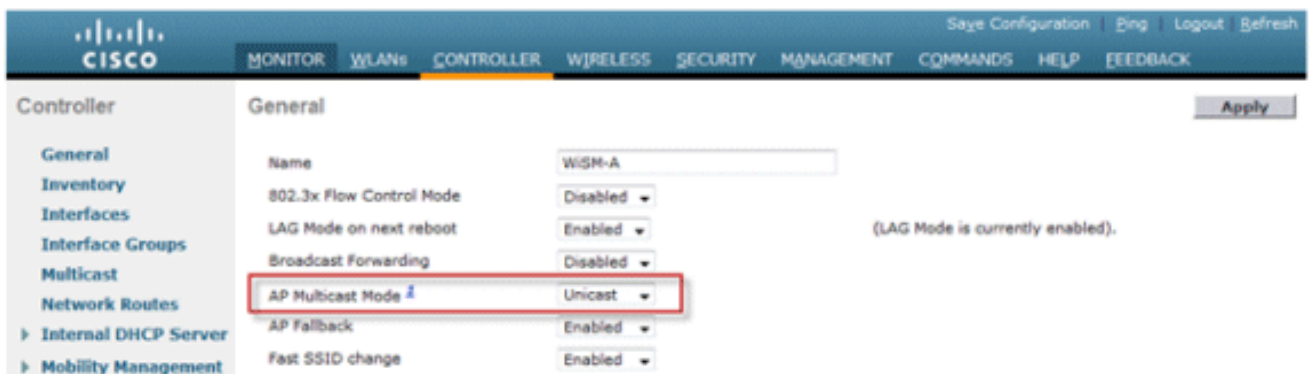 Save Configuration | Ping | Logout | Refresh
CISCO
MONITOR WLANs CONTROLLER WIRELESS SECURITY MANAGEMENT COMMANDS HELP FEEDBACK
Controller
General
Inventory
Interfaces
Interface Groups
Multicast
Network Routes
Internal DHCP Server
Mobility Management
General
Apply
Name WiSM-A
802.3x Flow Control Mode Disabled
LAG Mode on next reboot Enabled (LAG Mode is currently enabled).
Broadcast Forwarding Disabled
AP Multicast Mode Unicast
AP Fallback Enabled
Fast SSID change Enabled